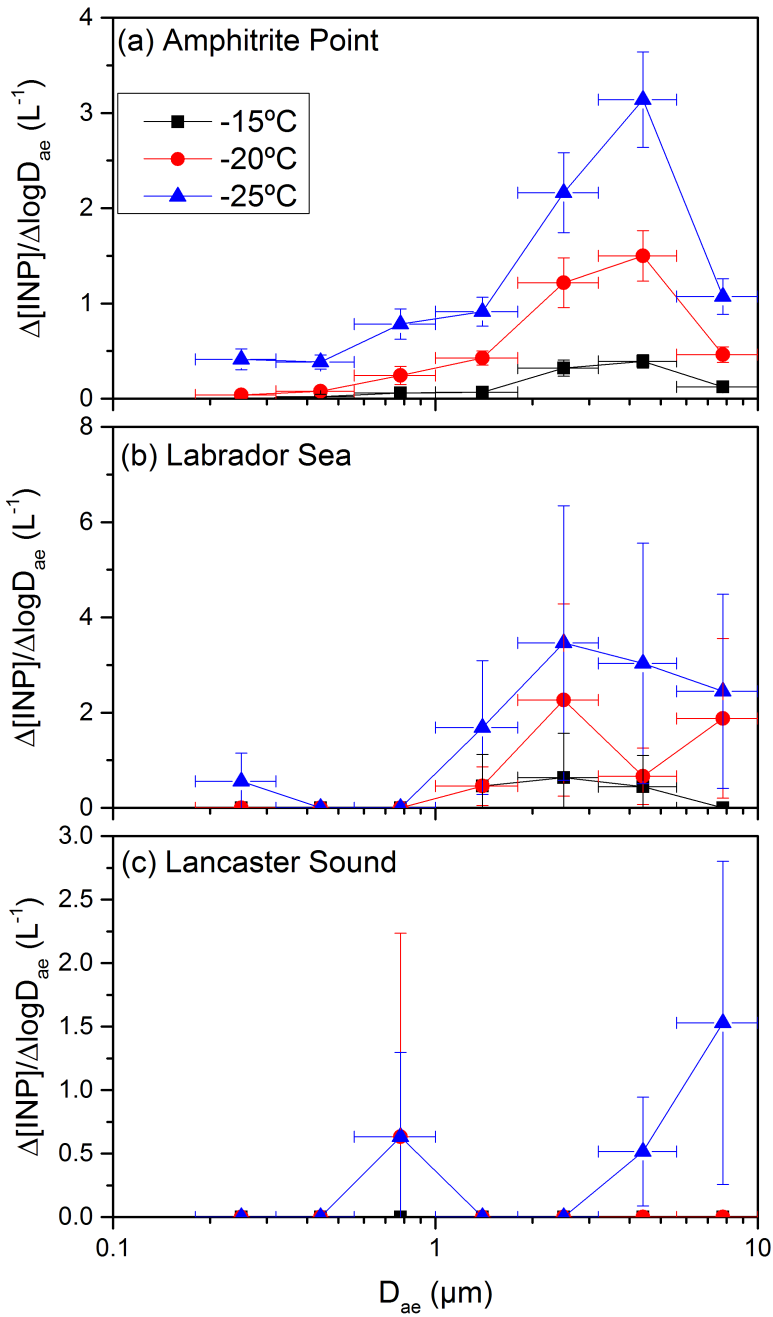 (a) Amphitrite Point
-15ºC
-20ºC
-25ºC
Δ[INP]/ΔlogDae (L-1)
4
3
2
1
0
(b) Labrador Sea
Δ[INP]/ΔlogDae (L-1)
8
6
4
2
0
(c) Lancaster Sound
Δ[INP]/ΔlogDae (L-1)
3.0
2.5
2.0
1.5
1.0
0.5
0.0
0.1 1 10
Dae (μm)